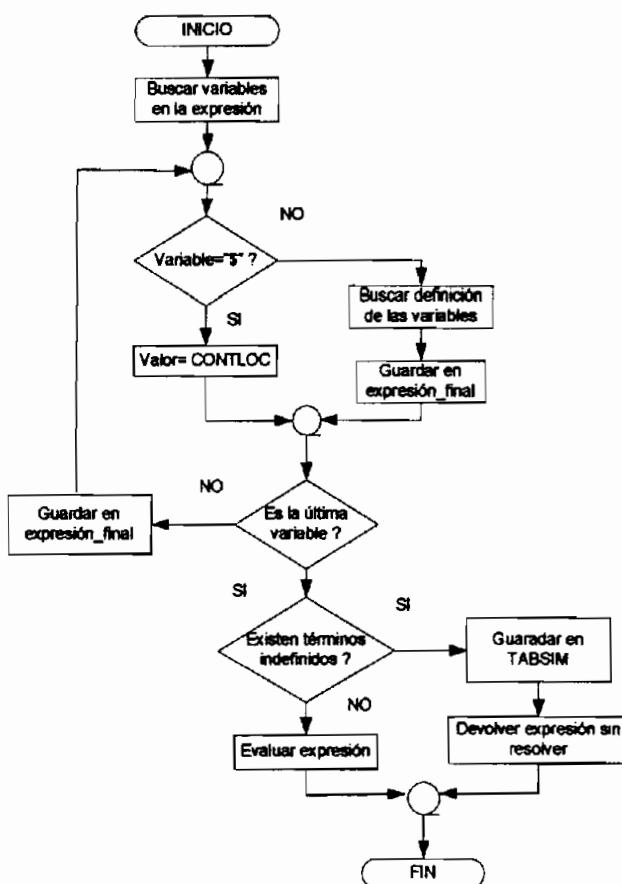 INICIO
Buscar variables
en la expresión
NO
Variable="$" ?
SI
Buscar definición
de las variables
Valor= CONTLOC
Guardar en
expresión_final
NO
Es la última
variable ?
Guardar en
expresión_final
SI
SI
Existen términos
indefinidos ?
Guaradar en
TABSIM
NO
Evaluar expresión
Devolver expresión sin
resolver
FIN